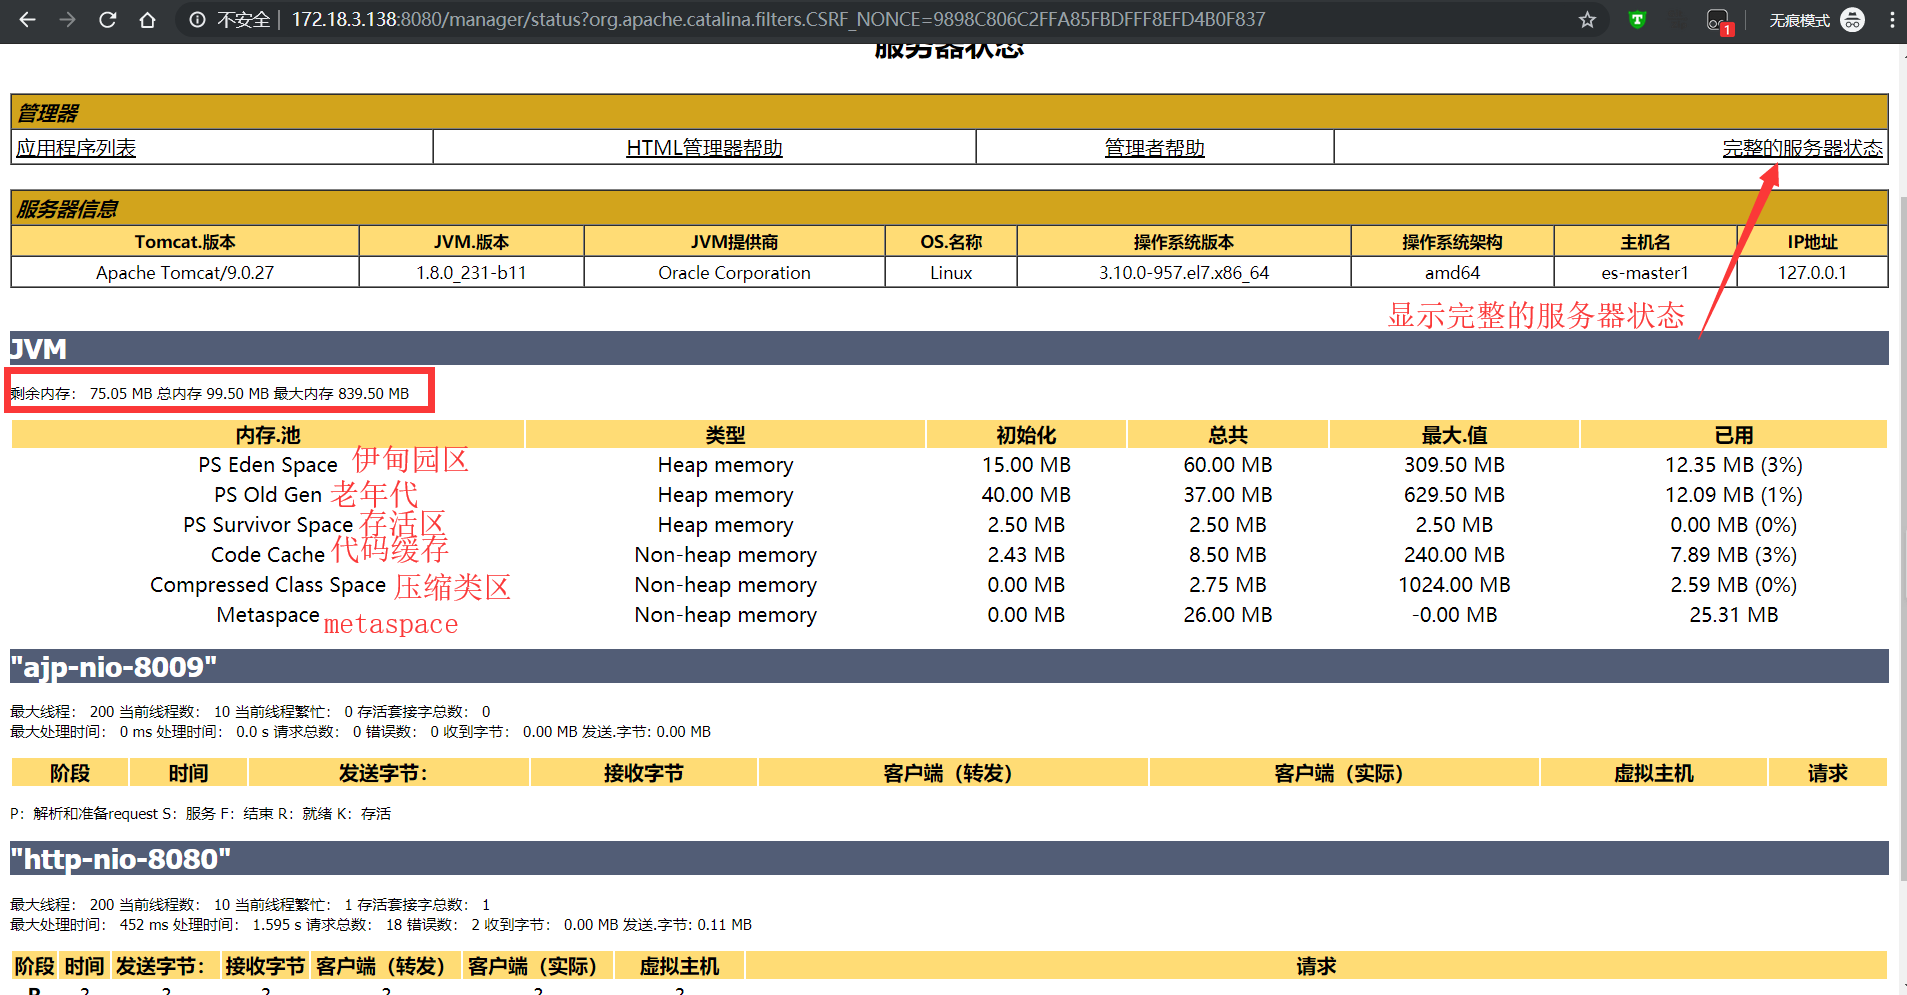 不安全 172.18.3.138:8080/manager/status?org.apache.catalina.filters.CSRF_NONCE=9898C806C2FFA85FBDFFF8EFD4B0F837 1 无痕模式
服务器状态
管理器
应用程序列表 HTML管理器帮助 管理者帮助 完整的服务器状态
服务器信息
Tomcat.版本 JVM.版本 JVM提供商 OS.名称 操作系统版本 操作系统架构 主机名 IP地址
Apache Tomcat/9.0.27 1.8.0_231-b11 Oracle Corporation Linux 3.10.0-957.el7.x86_64 amd64 es-master1 127.0.0.1
显示完整的服务器状态
JVM
剩余内存： 75.05 MB 总内存 99.50 MB 最大内存 839.50 MB
内存.池 类型 初始化 总共 最大.值 已用
PS Eden Space 伊甸园区 Heap memory 15.00 MB 60.00 MB 309.50 MB 12.35 MB (3%)
PS Old Gen 老年代 Heap memory 40.00 MB 37.00 MB 629.50 MB 12.09 MB (1%)
PS Survivor Space 存活区 Heap memory 2.50 MB 2.50 MB 2.50 MB 0.00 MB (0%)
Code Cache 代码缓存 Non-heap memory 2.43 MB 8.50 MB 240.00 MB 7.89 MB (3%)
Compressed Class Space 压缩类区 Non-heap memory 0.00 MB 2.75 MB 1024.00 MB 2.59 MB (0%)
Metaspace metaspace Non-heap memory 0.00 MB 26.00 MB -0.00 MB 25.31 MB
"ajp-nio-8009"
最大线程： 200 当前线程数： 10 当前线程繁忙： 0 存活套接字总数： 0
最大处理时间： 0 ms 处理时间： 0.0 s 请求总数： 0 错误数： 0 收到字节： 0.00 MB 发送.字节: 0.00 MB
阶段 时间 发送字节： 接收字节 客户端（转发） 客户端（实际） 虚拟主机 请求
P：解析和准备request S：服务 F：结束 R：就绪 K：存活
"http-nio-8080"
最大线程： 200 当前线程数： 10 当前线程繁忙： 1 存活套接字总数： 1
最大处理时间： 452 ms 处理时间： 1.595 s 请求总数： 18 错误数： 2 收到字节： 0.00 MB 发送.字节: 0.11 MB
阶段 时间 发送字节： 接收字节 客户端（转发） 客户端（实际） 虚拟主机 请求
R ? ? ? ? ? ?